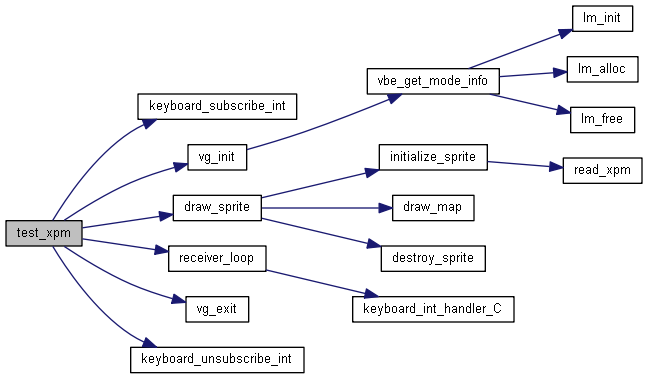 lm_init
lm_alloc
vbe_get_mode_info
keyboard_subscribe_int
lm_free
vg_init
initialize_sprite
read_xpm
draw_sprite
draw_map
test_xpm
receiver_loop
destroy_sprite
vg_exit
keyboard_int_handler_C
keyboard_unsubscribe_int